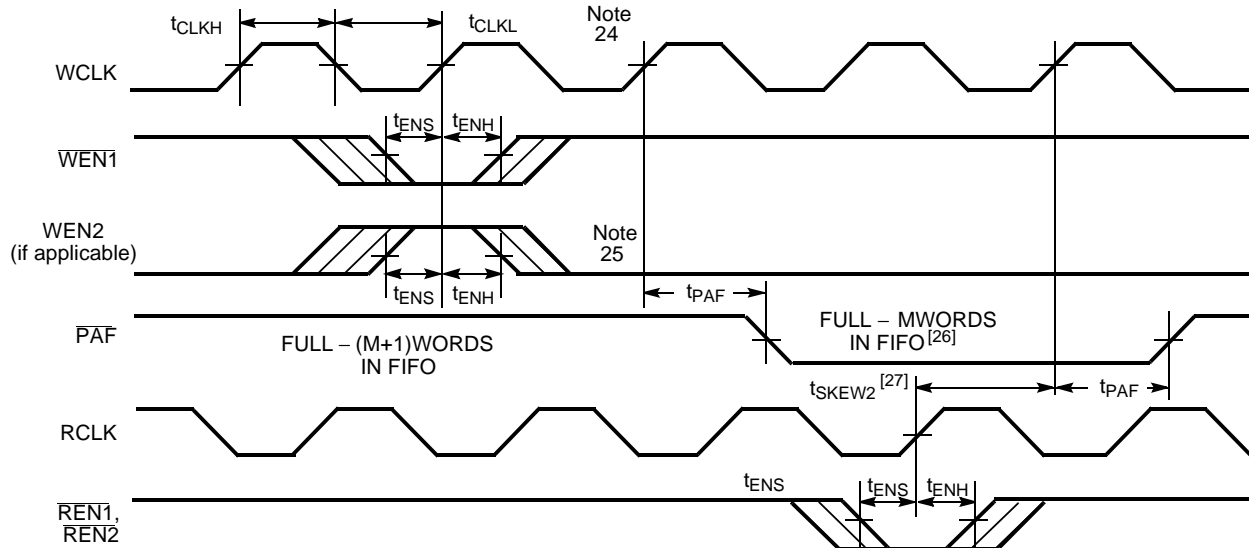 tCLKH
tCLKL
Note
24
WCLK
tENS
tENH
WEN1
WEN2
(if applicable)
Note
25
tENS
tENH
tPAF
PAF
FULL – (M+1)WORDS
IN FIFO
FULL – MWORDS
IN FIFO[26]
tSKEW2 [27]
tPAF
RCLK
tENS
tENS
tENH
REN1,
REN2